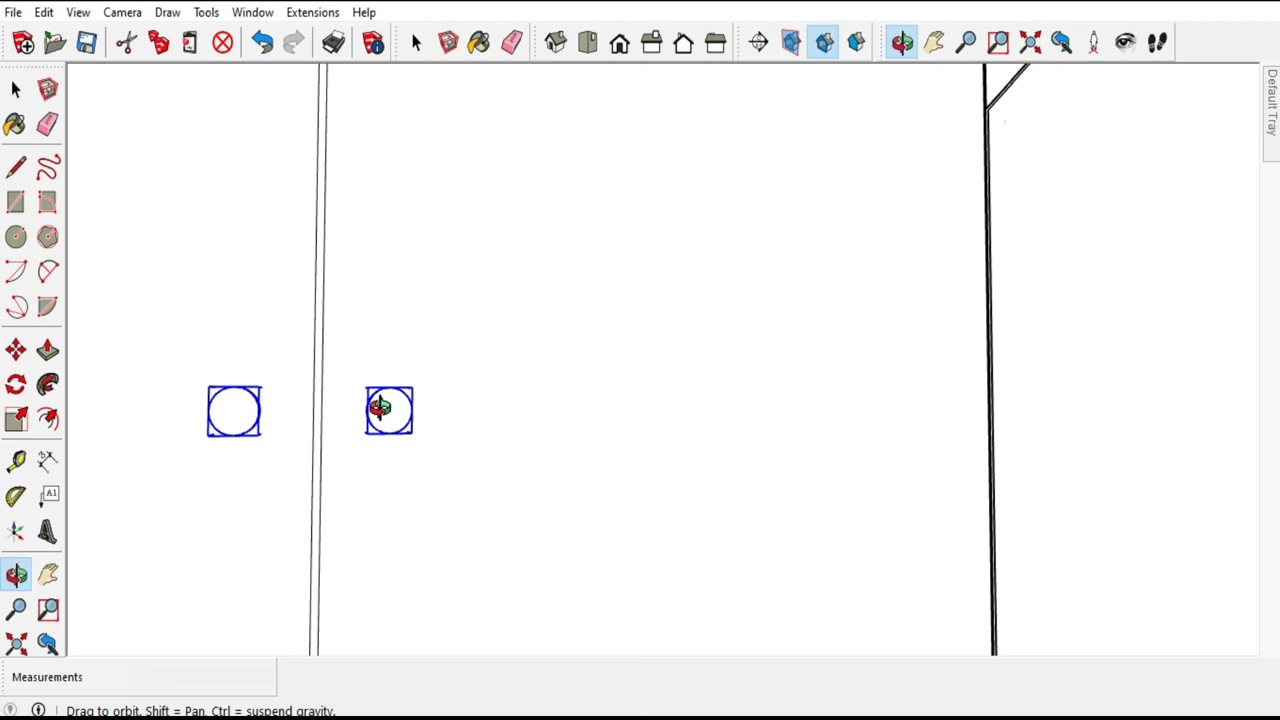 File Edit View Camera Draw Tools Window Extensions Help
Default Tray
A1
Measurements
Drag to orbit. Shift = Pan, Ctrl = suspend gravity.